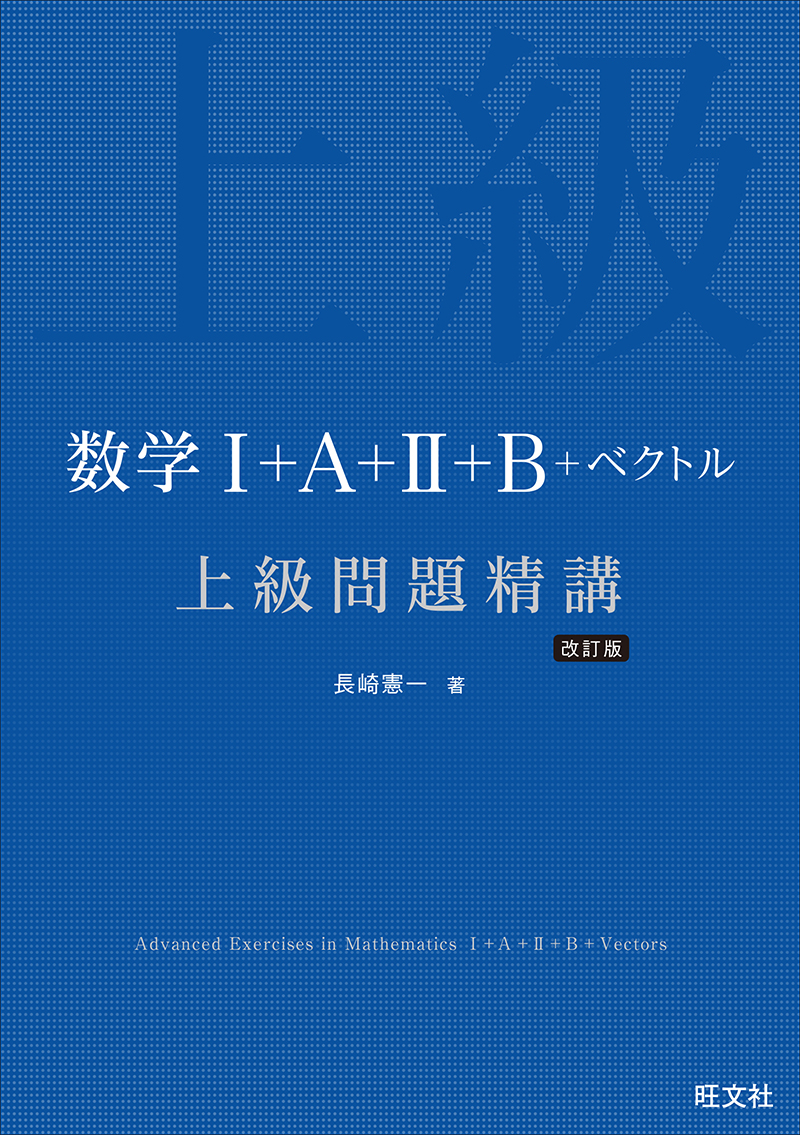 上級
数学 Ⅰ+A+Ⅱ+B+ベクトル
上級問題精講
改訂版
長崎憲一 著
Advanced Exercises in Mathematics Ⅰ+A+Ⅱ+B+Vectors
旺文社